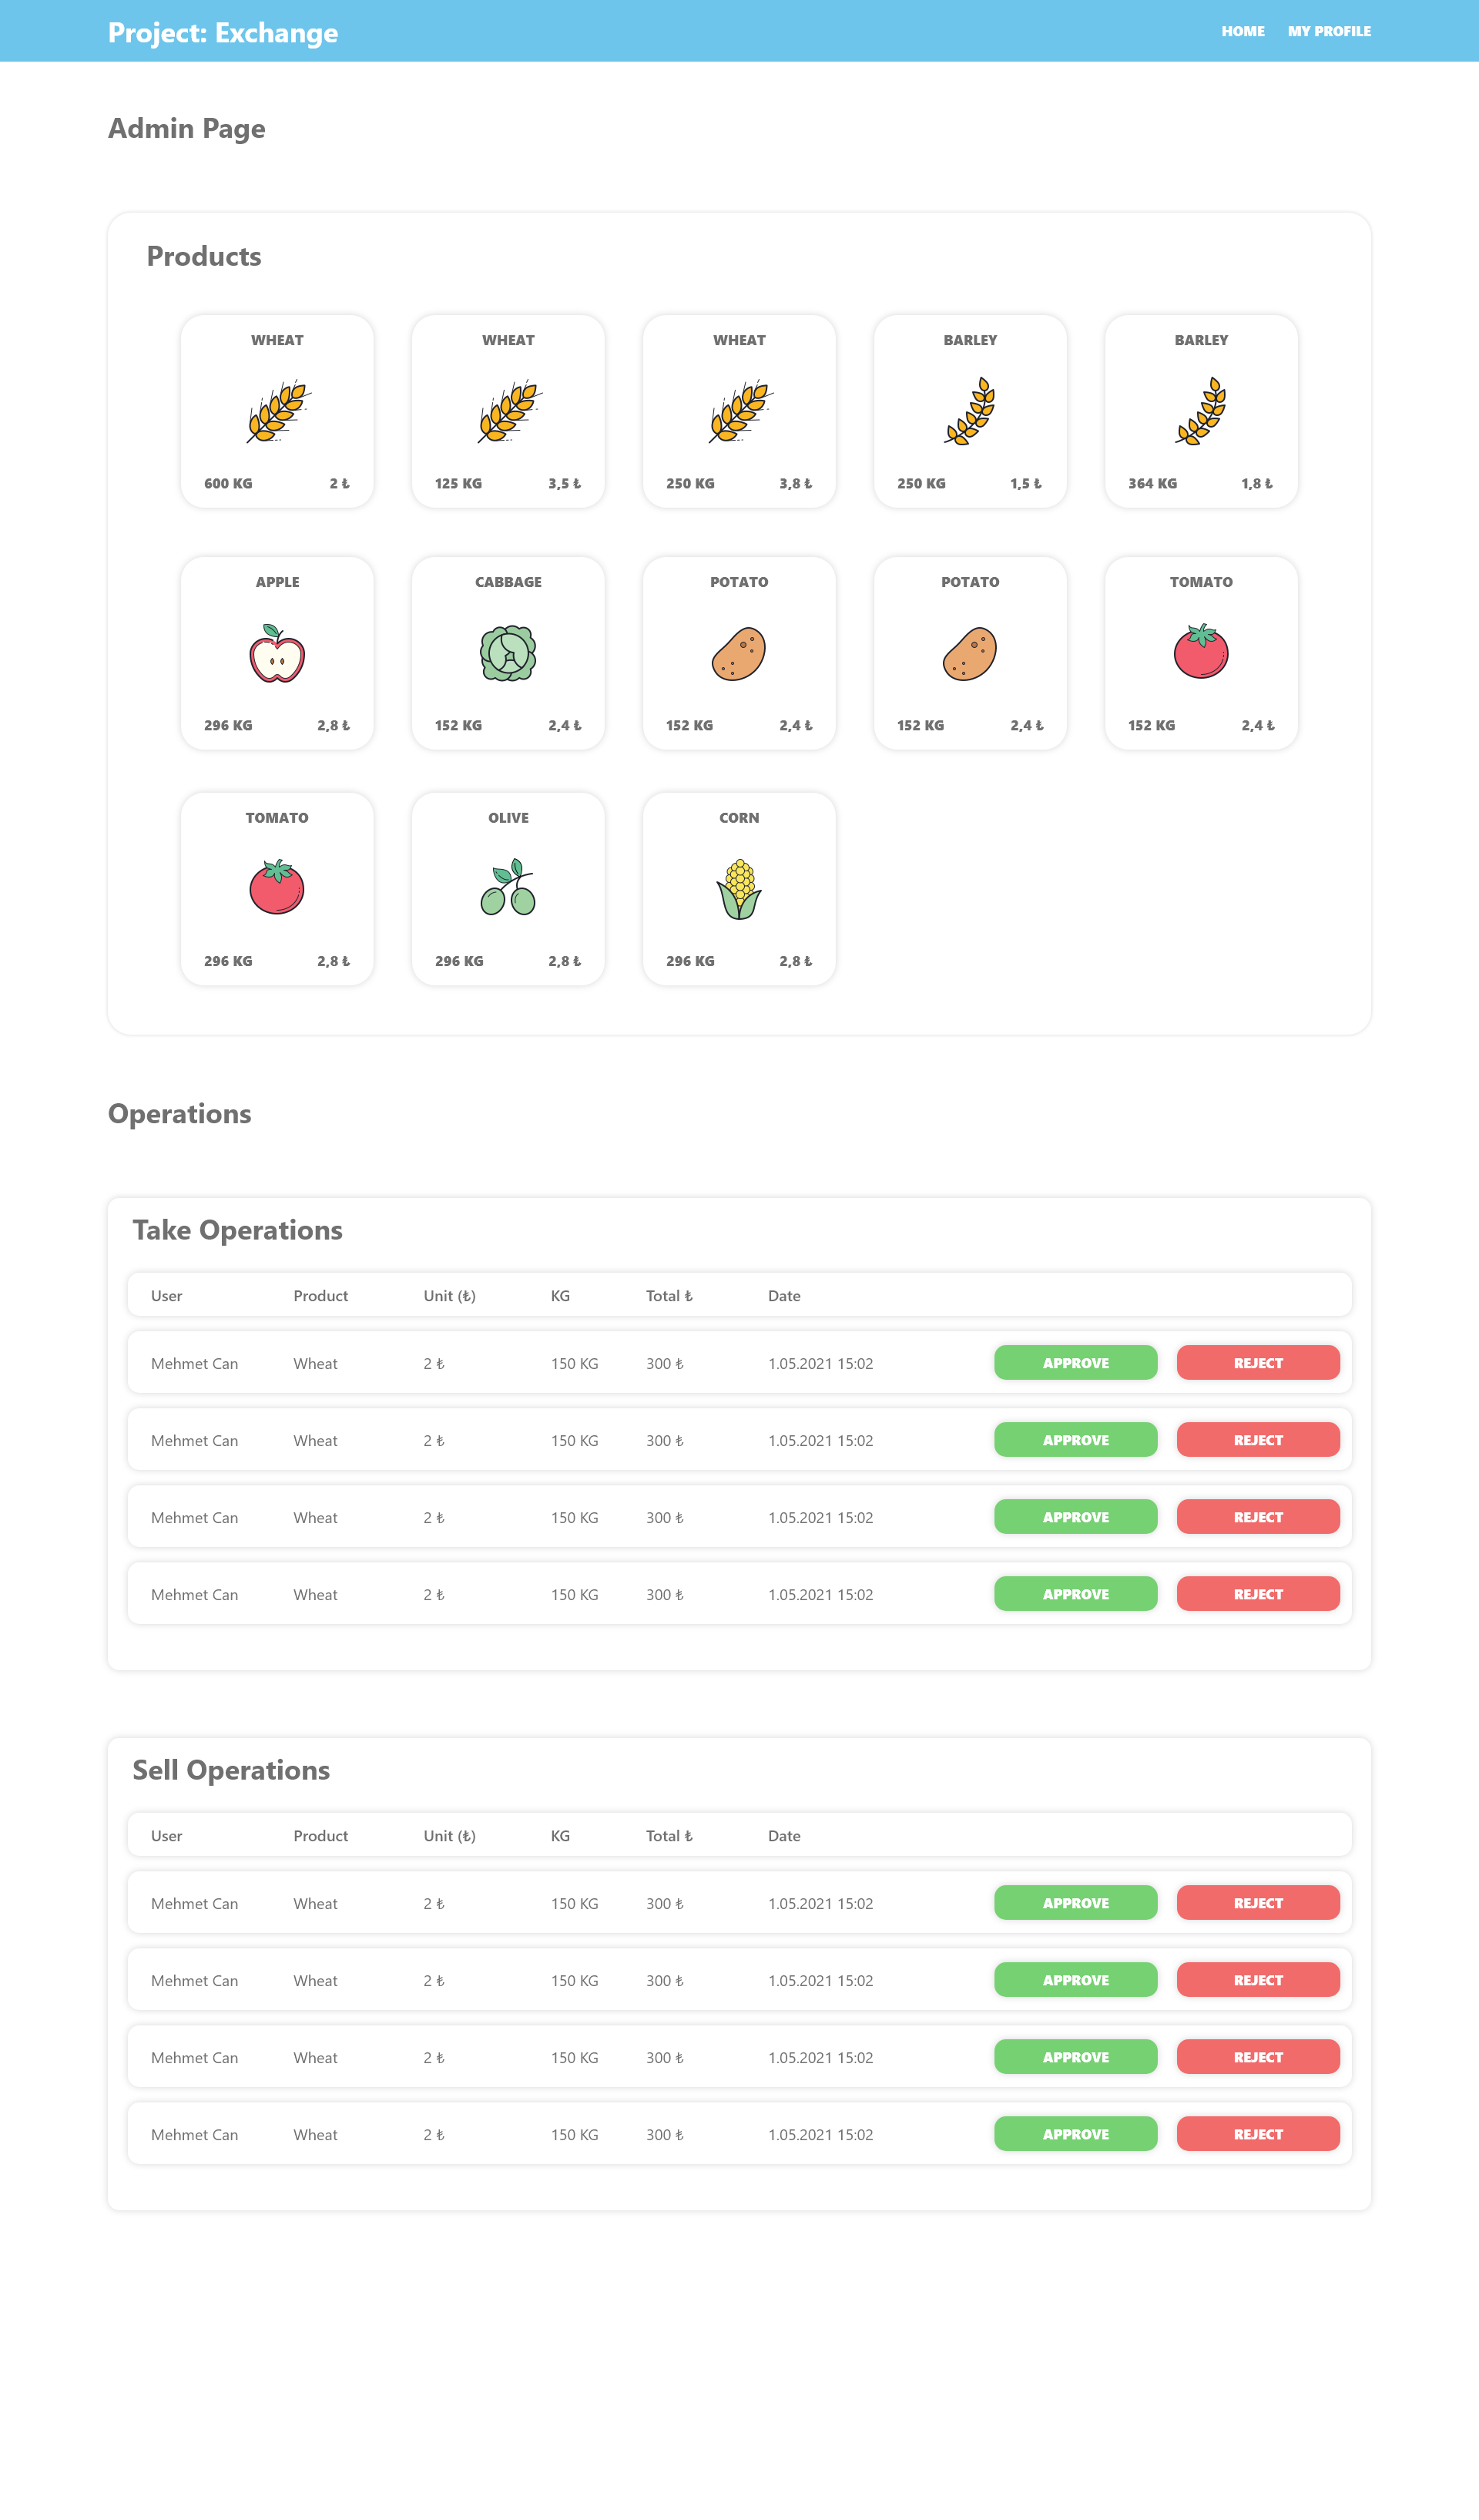 Project: Exchange HOME MY PROFILE
Admin Page
Products
WHEAT WHEAT WHEAT BARLEY BARLEY
600 KG 2 ₺ 125 KG 3,5 ₺ 250 KG 3,8 ₺ 250 KG 1,5 ₺ 364 KG 1,8 ₺
APPLE CABBAGE POTATO POTATO TOMATO
296 KG 2,8 ₺ 152 KG 2,4 ₺ 152 KG 2,4 ₺ 152 KG 2,4 ₺ 152 KG 2,4 ₺
TOMATO OLIVE CORN
296 KG 2,8 ₺ 296 KG 2,8 ₺ 296 KG 2,8 ₺
Operations
Take Operations
User Product Unit (₺) KG Total ₺ Date
Mehmet Can Wheat 2 ₺ 150 KG 300 ₺ 1.05.2021 15:02 APPROVE REJECT
Mehmet Can Wheat 2 ₺ 150 KG 300 ₺ 1.05.2021 15:02 APPROVE REJECT
Mehmet Can Wheat 2 ₺ 150 KG 300 ₺ 1.05.2021 15:02 APPROVE REJECT
Mehmet Can Wheat 2 ₺ 150 KG 300 ₺ 1.05.2021 15:02 APPROVE REJECT
Sell Operations
User Product Unit (₺) KG Total ₺ Date
Mehmet Can Wheat 2 ₺ 150 KG 300 ₺ 1.05.2021 15:02 APPROVE REJECT
Mehmet Can Wheat 2 ₺ 150 KG 300 ₺ 1.05.2021 15:02 APPROVE REJECT
Mehmet Can Wheat 2 ₺ 150 KG 300 ₺ 1.05.2021 15:02 APPROVE REJECT
Mehmet Can Wheat 2 ₺ 150 KG 300 ₺ 1.05.2021 15:02 APPROVE REJECT